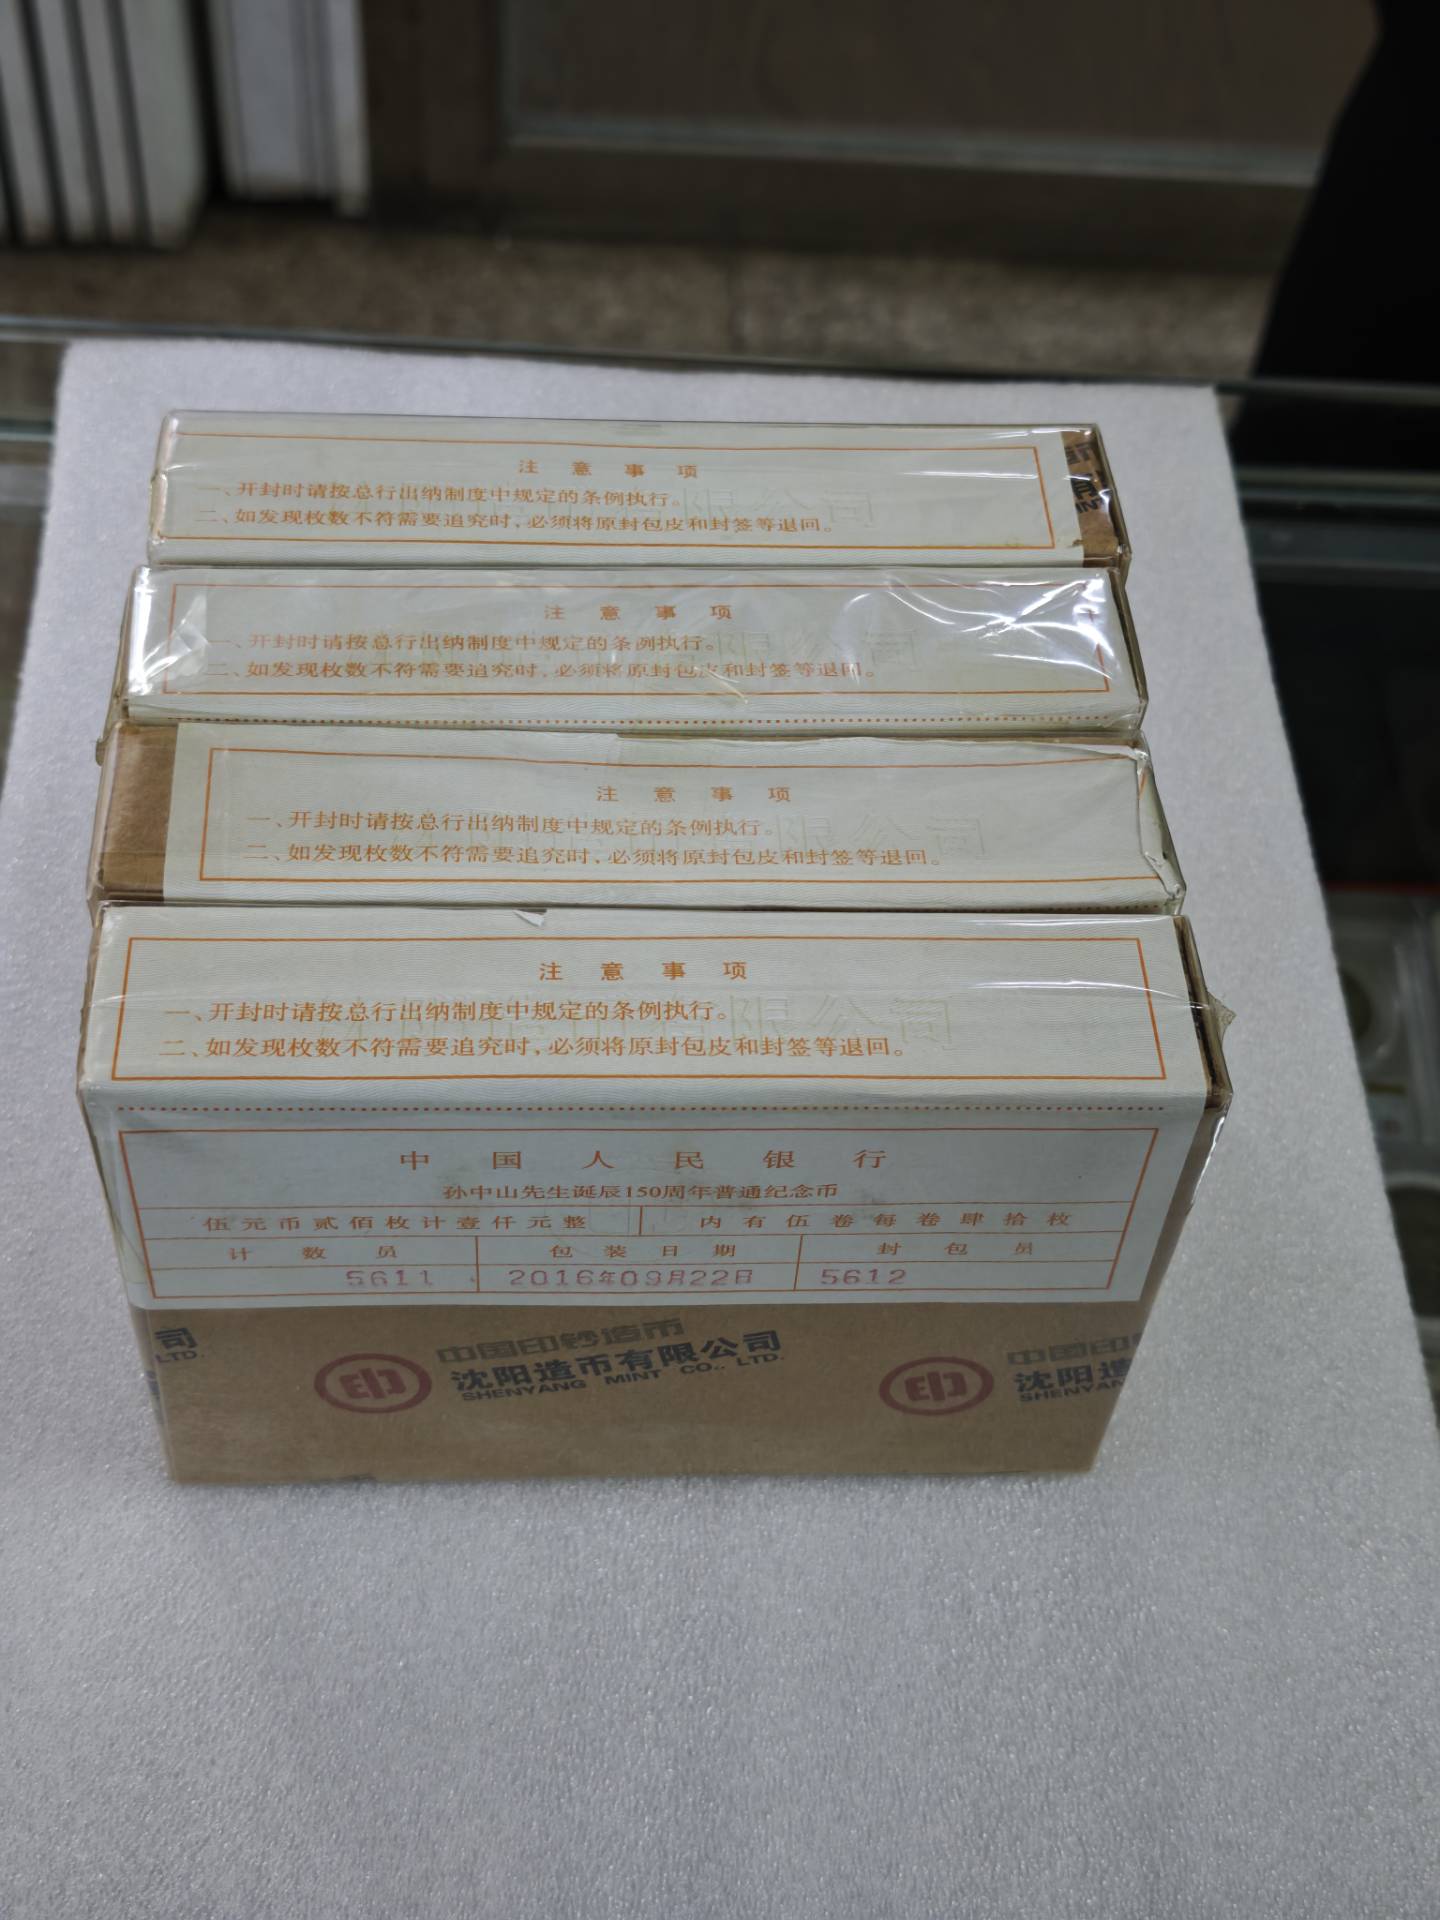 注意事项
一、开封时请按总行出纳制度中规定的条例执行。
二、如发现枚数不符需要追究时，必须将原封包皮和封签等退回。
注意事项
一、开封时请按总行出纳制度中规定的条例执行。
二、如发现枚数不符需要追究时，必须将原封包皮和封签等退回。
注意事项
一、开封时请按总行出纳制度中规定的条例执行。
二、如发现枚数不符需要追究时，必须将原封包皮和封签等退回。
注意事项
一、开封时请按总行出纳制度中规定的条例执行。
二、如发现枚数不符需要追究时，必须将原封包皮和封签等退回。
中国人民银行
孙中山先生诞辰150周年普通纪念币
伍元币贰佰枚计壹仟元整 内有伍卷每卷肆拾枚
计数员 包装日期 封包员
5611 2016年09月22日 5612
司 中国印钞造币 中国印钞
LTD. 沈阳造币有限公司 沈阳造
SHENYANG MINT CO., LTD. SHENYAN